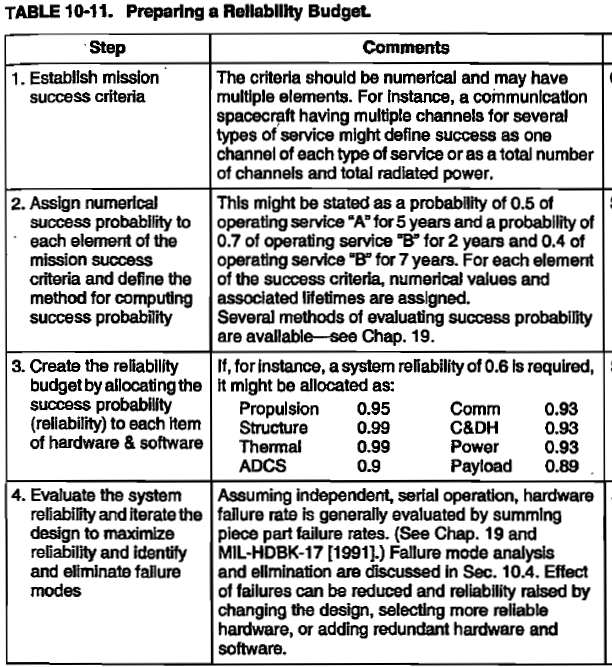 TABLE 10-11. Preparing a Reliability Budget.
Step
Comments
1. Establish mission
success criteria
The criteria should be numerical and may have
multiple elements. For instance, a communication
spacecraft having multiple channels for several
types of service might define success as one
channel of each type of service or as a total number
of channels and total radiated power.
2. Assign numerical
success probability to
each element of the
mission success
criteria and define the
method for computing
success probability
This might be stated as a probability of 0.5 of
operating service "A" for 5 years and a probability of
0.7 of operating service "B" for 2 years and 0.4 of
operating service "B" for 7 years. For each element
of the success criteria, numerical values and
associated lifetimes are assigned.
Several methods of evaluating success probability
are available—see Chap. 19.
3. Create the reliability
budget by allocating the
success probability
(reliability) to each item
of hardware & software
If, for instance, a system reliability of 0.6 is required,
it might be allocated as:
Propulsion 0.95 Comm 0.93
Structure 0.99 C&DH 0.93
Thermal 0.99 Power 0.93
ADCS 0.9 Payload 0.89
4. Evaluate the system
reliability and iterate the
design to maximize
reliability and identify
and eliminate failure
modes
Assuming independent, serial operation, hardware
failure rate is generally evaluated by summing
piece part failure rates. (See Chap. 19 and
MIL-HDBK-17 [1991].) Failure mode analysis
and elimination are discussed in Sec. 10.4. Effect
of failures can be reduced and reliability raised by
changing the design, selecting more reliable
hardware, or adding redundant hardware and
software.